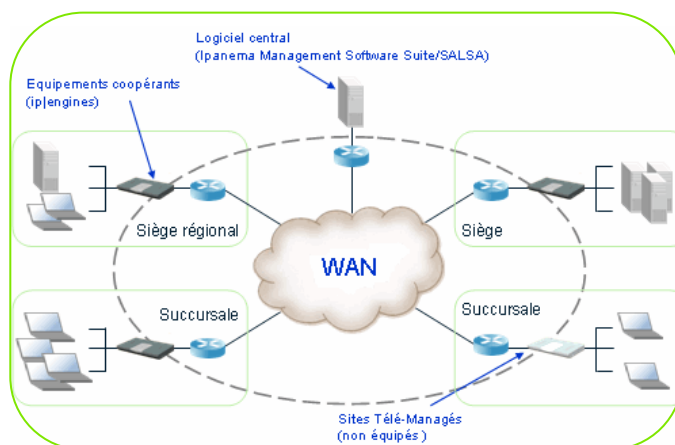 Logiciel central
(Ipanema Management Software Suite/SALSA)
Equipements coopérants
(ip|engines)
Siège régional
Siège
WAN
Succursale
Succursale
Sites Télé-Managés
(non équipés )